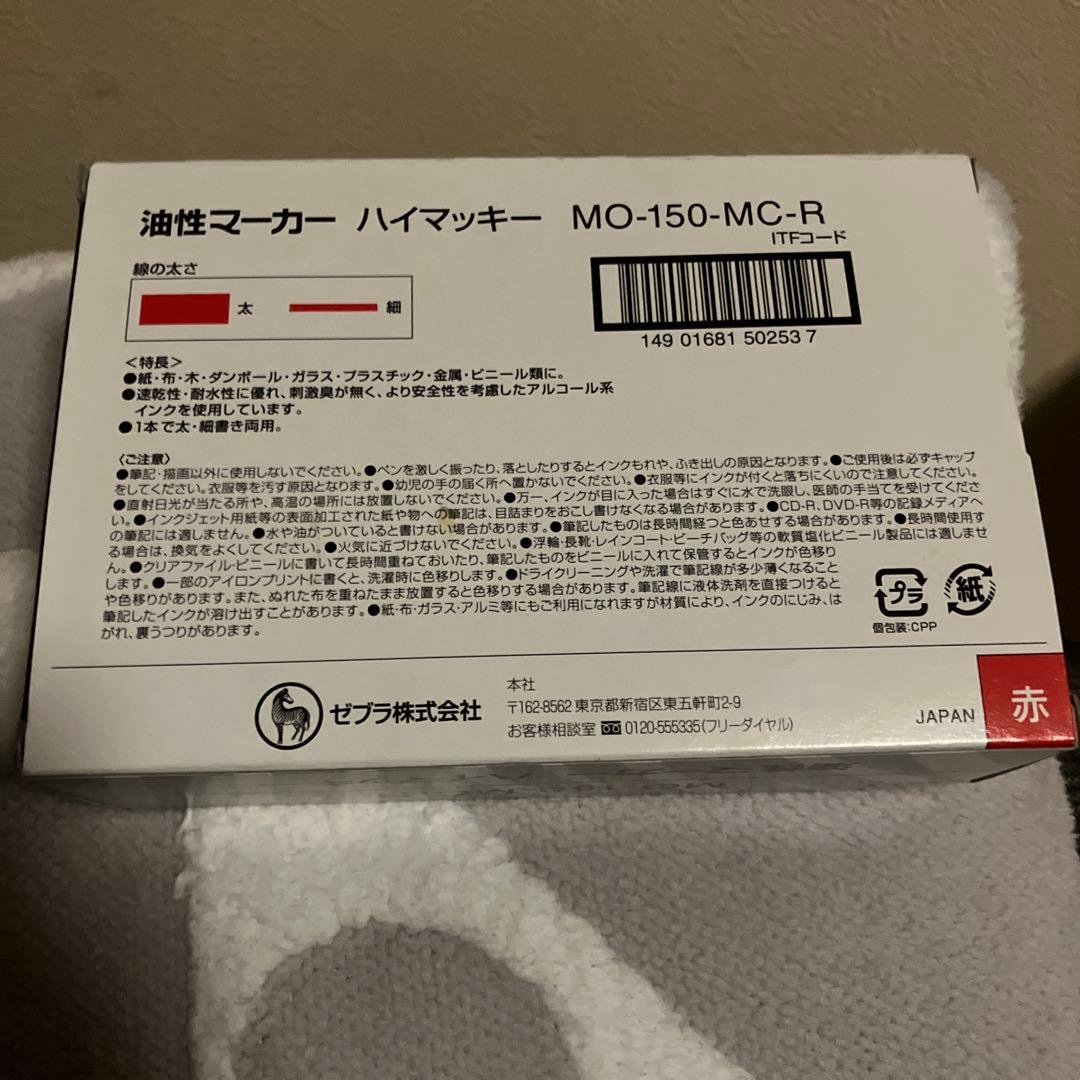 油性マーカー ハイマッキー MO-150-MC-R
ITFコード
線の太さ
太 細
149 01681 50253 7
<特長>
●紙・布・木・ダンボール・ガラス・プラスチック・金属・ビニール類に。
●速乾性・耐水性に優れ、刺激臭が無く、より安全性を考慮したアルコール系
インクを使用しています。
●1本で太・細書き両用。
〈ご注意〉
●筆記・描画以外に使用しないでください。●ペンを激しく振ったり、落としたりするとインクもれや、ふき出しの原因となります。●ご使用後は必ずキャップ
をしてください。衣服等を汚す原因となります。●幼児の手の届く所へ置かないでください。●衣服等にインクが付くと落ちにくいので注意してください。
●直射日光が当たる所や、高温の場所には放置しないでください。●万一、インクが目に入った場合はすぐに水で洗眼し、医師の手当てを受けてくださ
い。●インクジェット用紙等の表面加工された紙や物への筆記は、目詰まりをおこし書けなくなる場合があります。●CD-R、DVD-R等の記録メディアへ
の筆記には適しません。●水や油がついていると書けない場合があります。●筆記したものは長時間経つと色あせする場合があります。●長時間使用す
る場合は、換気をよくしてください。●火気に近づけないでください。●浮輪・長靴・レインコート・ビーチバッグ等の軟質塩化ビニール製品には適しませ
ん。●クリアファイル・ビニールに書いて長時間重ねておいたり、筆記したものをビニールに入れて保管するとインクが色移り
します。●一部のアイロンプリントに書くと、洗濯時に色移りします。●ドライクリーニングや洗濯で筆記線が多少薄くなること
や色移りがあります。また、ぬれた布を重ねたまま放置すると色移りする場合があります。筆記線に液体洗剤を直接つけると
筆記したインクが溶け出すことがあります。●紙・布・ガラス・アルミ等にもご利用になれますが材質により、インクのにじみ、は
がれ、裏うつりがあります。
プラ 紙
個包装:CPP
ゼブラ株式会社
本社
〒162-8562 東京都新宿区東五軒町2-9
お客様相談室 0120-555335(フリーダイヤル)
JAPAN 赤